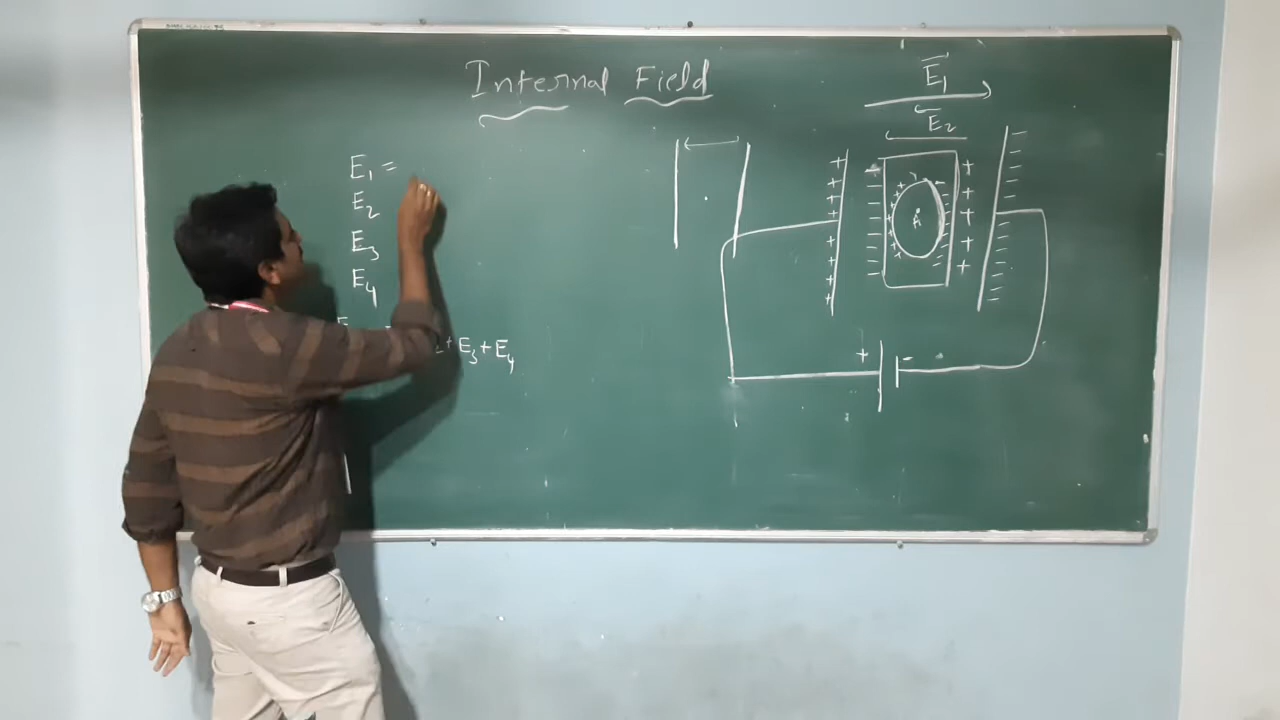 Internal Field
E₁ =
E₂
E₃
E₄
+ E₃ + E₄
E₁
E₂
A
+ -